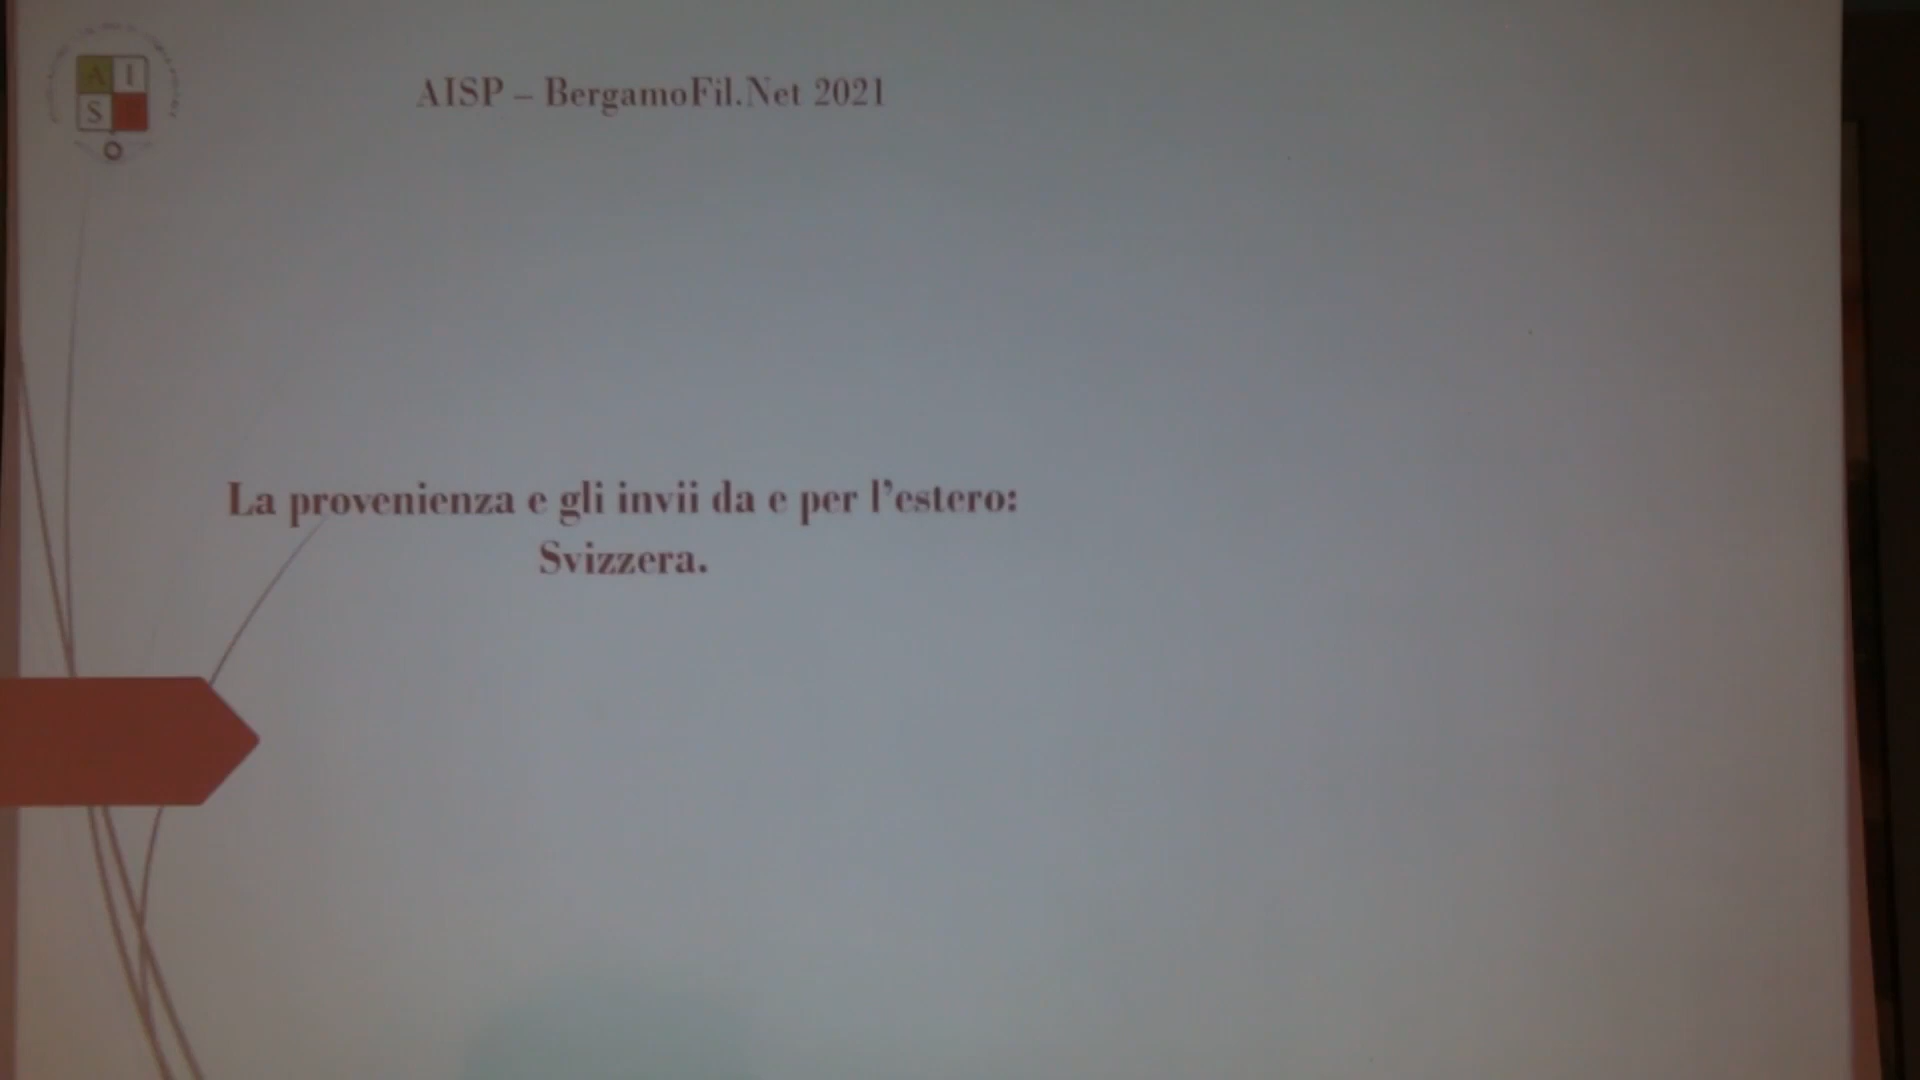 A I
S
AISP – BergamoFil.Net 2021
La provenienza e gli invii da e per l'estero:
Svizzera.